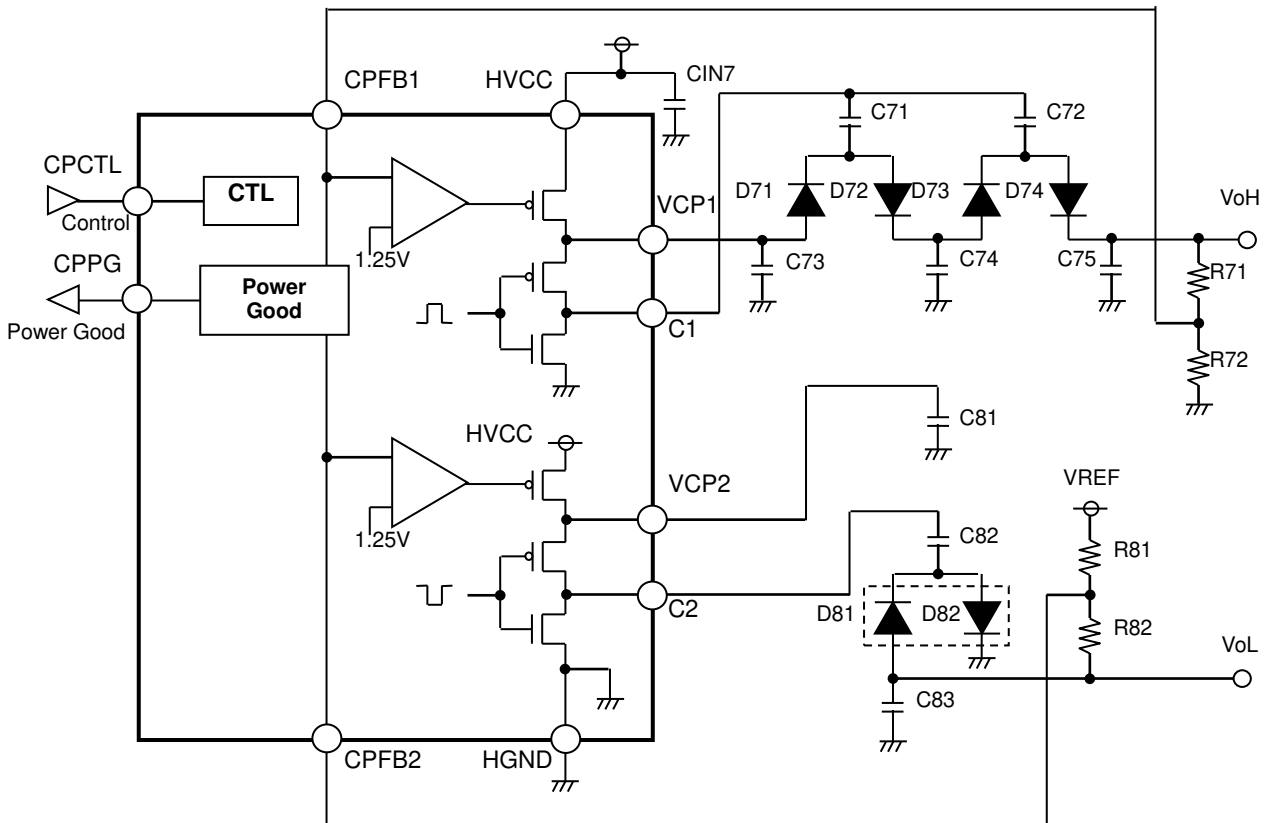 CPFB1
HVCC
CIN7
C71
C72
CPCTL
Control
CTL
1.25V
VCP1
D71
D72
D73
D74
VoH
CPPG
Power Good
Power
Good
C73
C74
C75
R71
C1
R72
HVCC
C81
1.25V
VCP2
VREF
C82
R81
C2
D81
D82
R82
VoL
C83
CPFB2
HGND